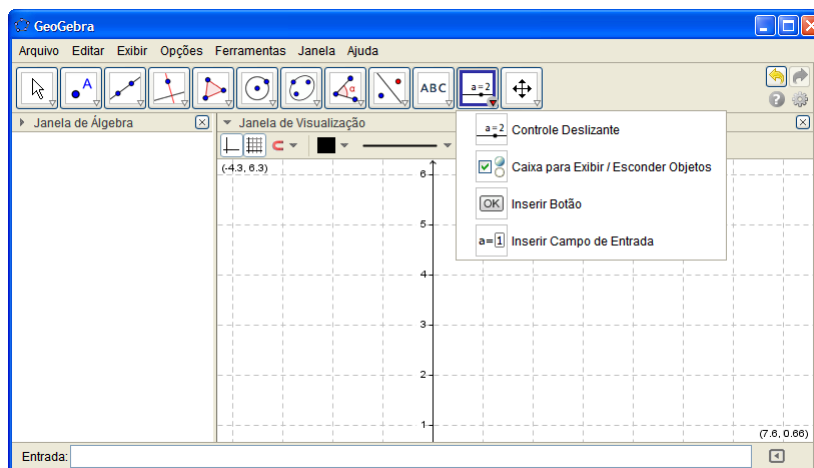 GeoGebra
Arquivo Editar Exibir Opções Ferramentas Janela Ajuda
A
α
ABC
a=2
Janela de Álgebra
Janela de Visualização
a=2 Controle Deslizante
Caixa para Exibir / Esconder Objetos
OK Inserir Botão
a=1 Inserir Campo de Entrada
(-4.3, 6.3)
6
5
4
3
2
1
(7.6, 0.66)
Entrada: